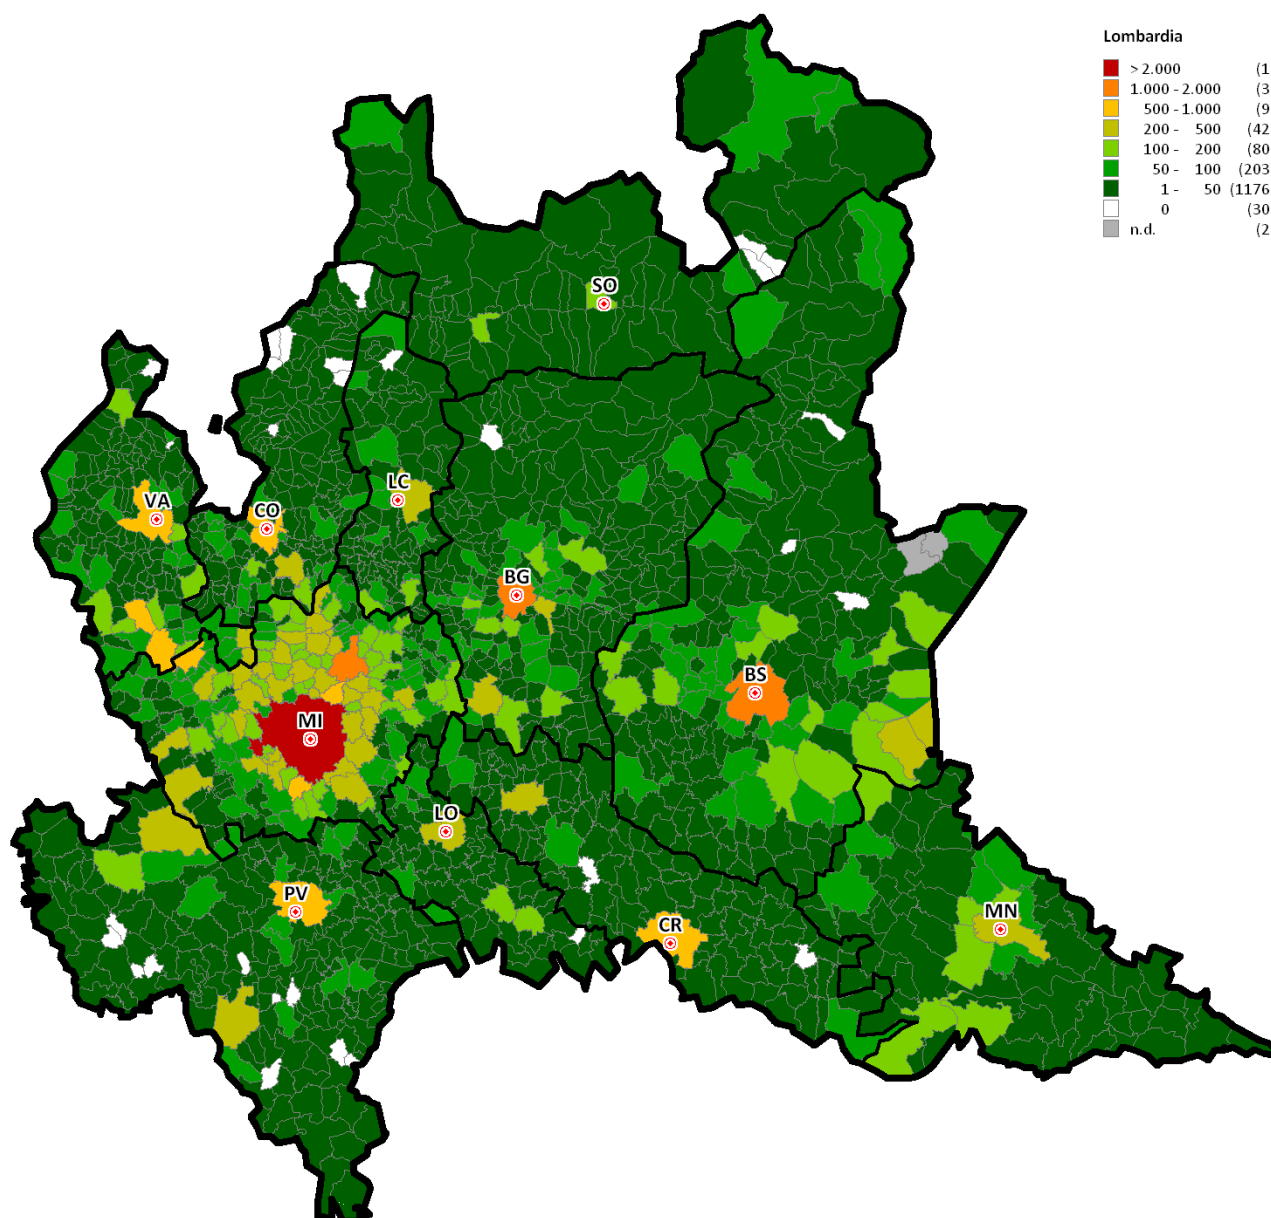 Lombardia
> 2.000 (1
1.000 - 2.000 (3
500 - 1.000 (9
200 - 500 (42
100 - 200 (80
50 - 100 (203
1 - 50 (1176
0 (30
n.d. (2
SO
LC
VA
CO
BG
BS
MI
LO
PV
CR
MN